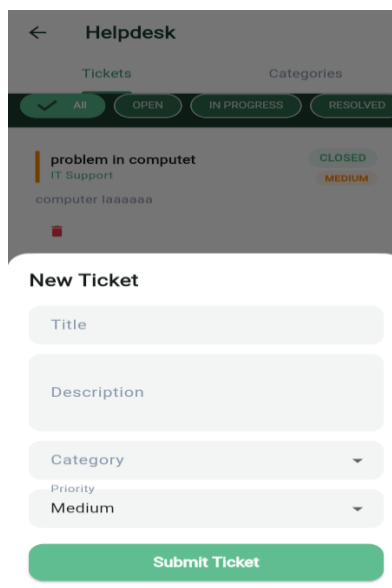 Helpdesk
Tickets Categories
All OPEN IN PROGRESS RESOLVED
problem in computet CLOSED
IT Support MEDIUM
computer laaaaaa
New Ticket
Title
Description
Category
Priority
Medium
Submit Ticket